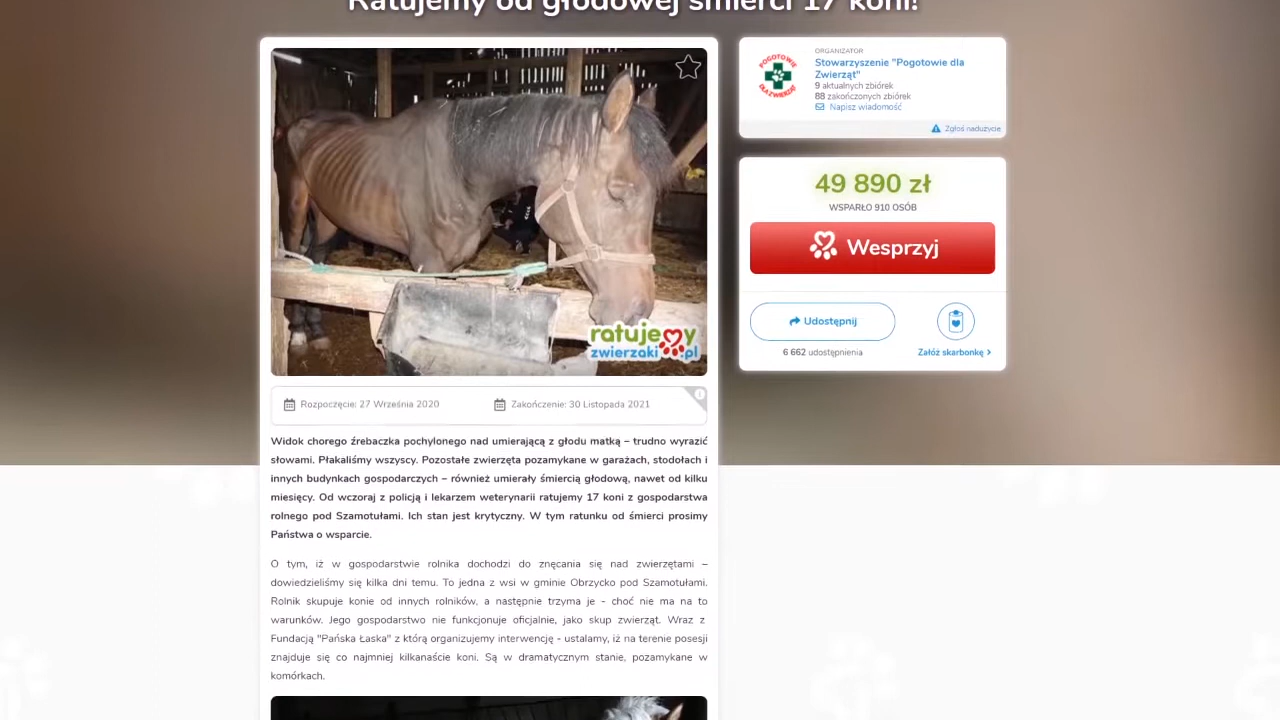 Ratujemy od głodowej śmierci 17 koni!
ratujemy
zwierzaki.pl
Rozpoczęcie: 27 Września 2020
Zakończenie: 30 Listopada 2021
Widok chorego źrebaczka pochylonego nad umierającą z głodu matką – trudno wyrazić
słowami. Płakaliśmy wszyscy. Pozostałe zwierzęta pozamykane w garażach, stodołach i
innych budynkach gospodarczych – również umierały śmiercią głodową, nawet od kilku
miesięcy. Od wczoraj z policją i lekarzem weterynarii ratujemy 17 koni z gospodarstwa
rolnego pod Szamotułami. Ich stan jest krytyczny. W tym ratunku od śmierci prosimy
Państwa o wsparcie.
O tym, iż w gospodarstwie rolnika dochodzi do znęcania się nad zwierzętami –
dowiedzieliśmy się kilka dni temu. To jedna z wsi w gminie Obrzycko pod Szamotułami.
Rolnik skupuje konie od innych rolników, a następnie trzyma je - choć nie ma na to
warunków. Jego gospodarstwo nie funkcjonuje oficjalnie, jako skup zwierząt. Wraz z
Fundacją "Pańska Łaska" z którą organizujemy interwencję - ustalamy, iż na terenie posesji
znajduje się co najmniej kilkanaście koni. Są w dramatycznym stanie, pozamykane w
komórkach.
POGOTOWIE
DLA ZWIERZĄT
ORGANIZATOR
Stowarzyszenie "Pogotowie dla
Zwierząt"
9 aktualnych zbiórek
88 zakończonych zbiórek
Napisz wiadomość
Zgłoś nadużycie
49 890 zł
WSPARŁO 910 OSÓB
Wesprzyj
Udostępnij
6 662 udostępnienia
Załóż skarbonkę